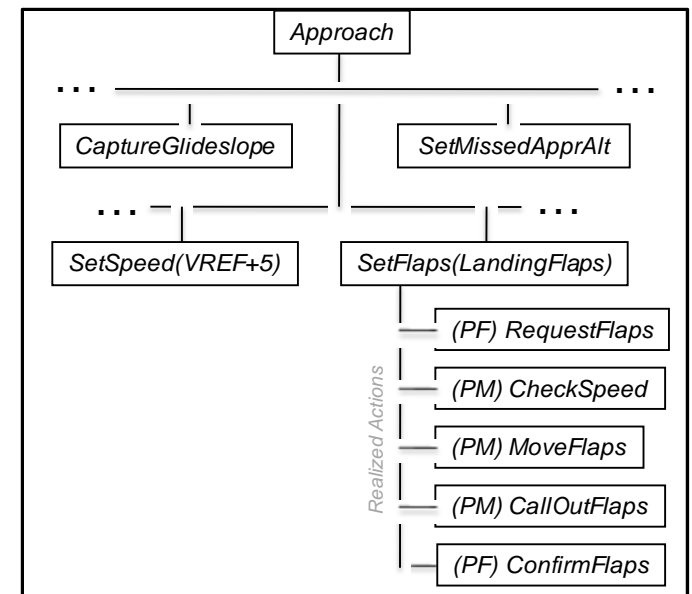 Approach
... ...
CaptureGlideslope SetMissedApprAlt
... ...
SetSpeed(VREF+5) SetFlaps(LandingFlaps)
(PF) RequestFlaps
(PM) CheckSpeed
Realized Actions
(PM) MoveFlaps
(PM) CallOutFlaps
(PF) ConfirmFlaps